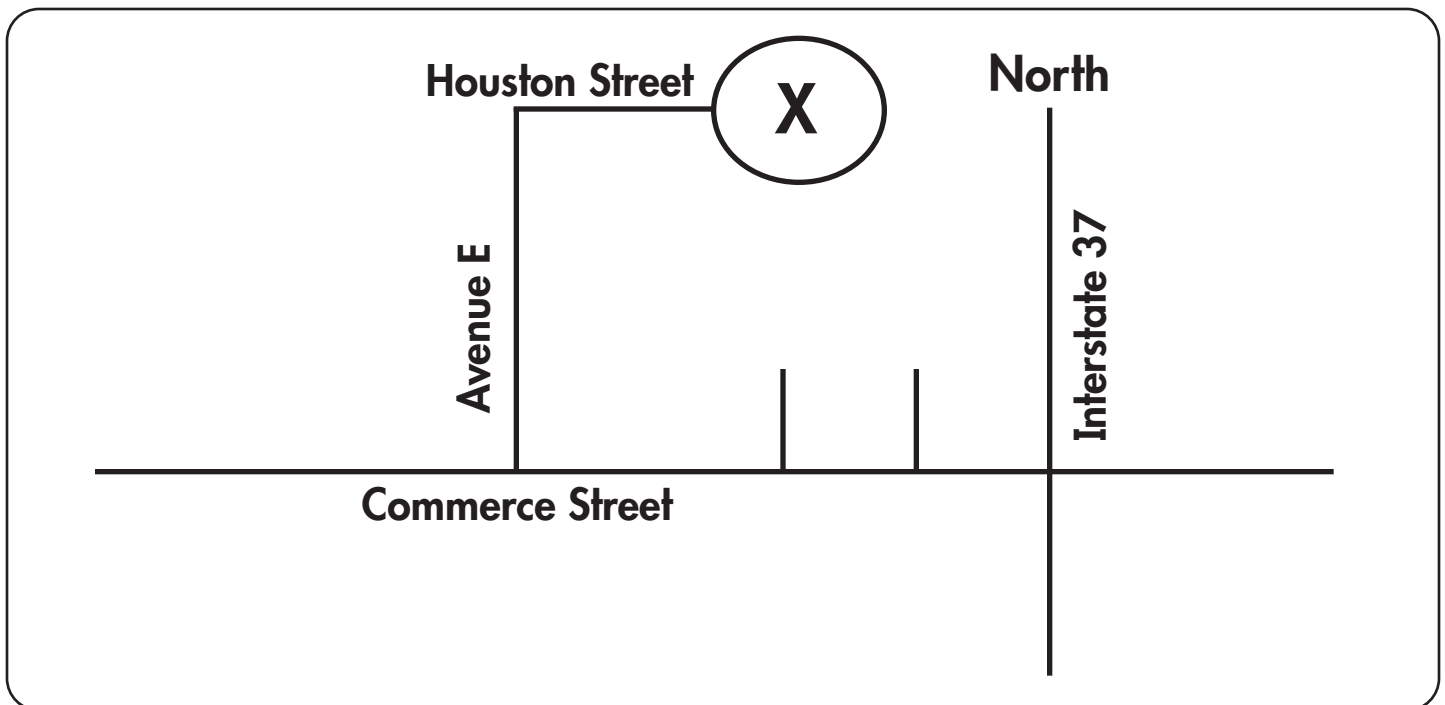 Houston Street
X
North
Avenue E
Interstate 37
Commerce Street